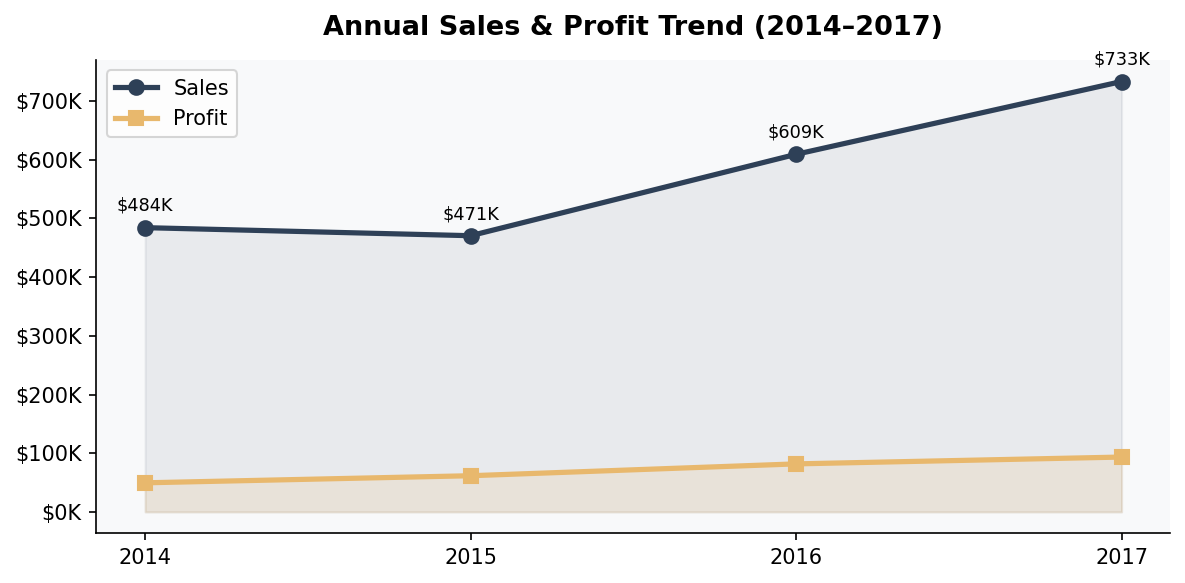 Annual Sales & Profit Trend (2014–2017)
Sales
Profit
$700K
$600K
$500K
$400K
$300K
$200K
$100K
$0K
$484K
$471K
$609K
$733K
2014
2015
2016
2017